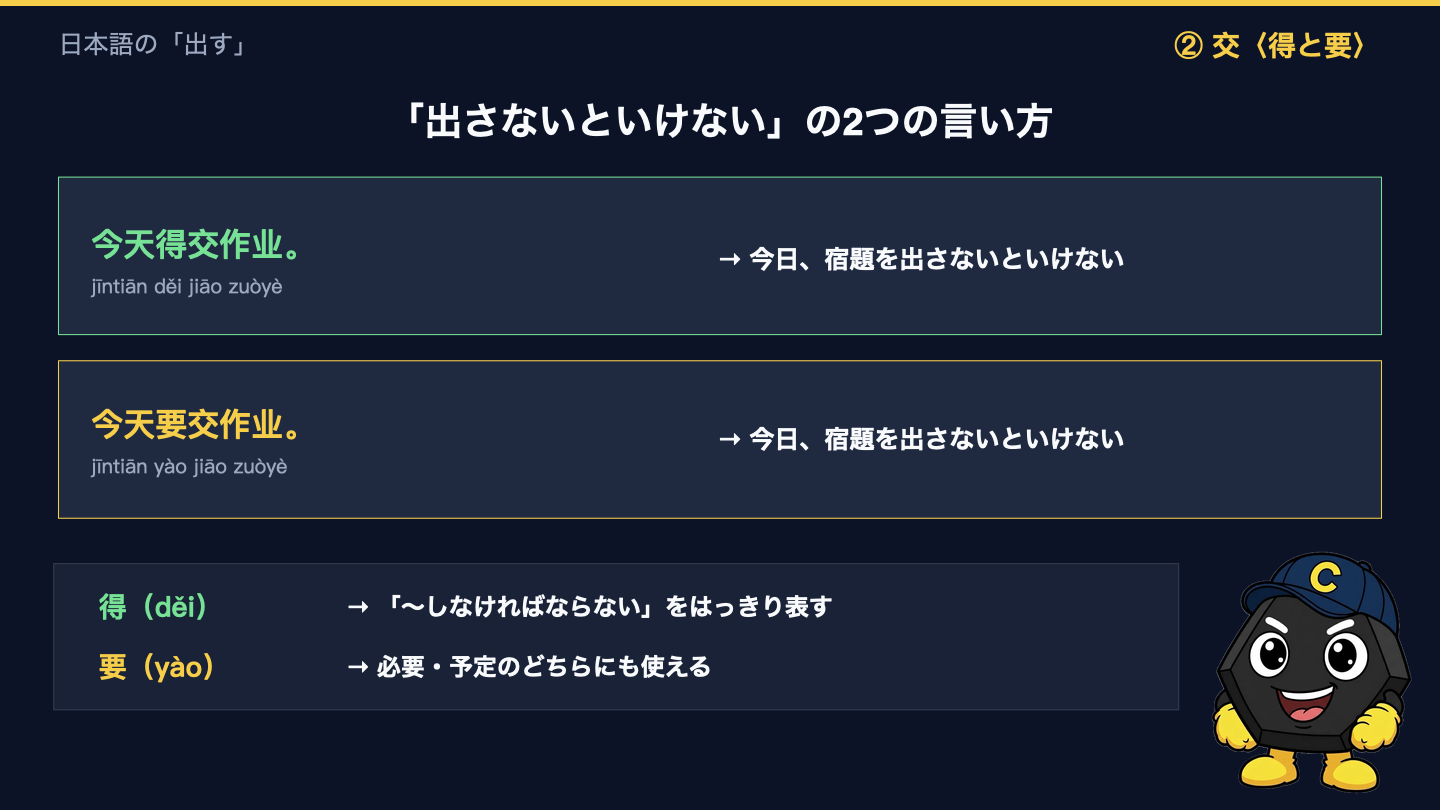 日本語の「出す」
② 交〈得と要〉
「出さないといけない」の2つの言い方
今天得交作业。
jīntiān děi jiāo zuòyè
→ 今日、宿題を出さないといけない
今天要交作业。
jīntiān yào jiāo zuòyè
→ 今日、宿題を出さないといけない
得（děi） → 「〜しなければならない」をはっきり表す
要（yào） → 必要・予定のどちらにも使える
C